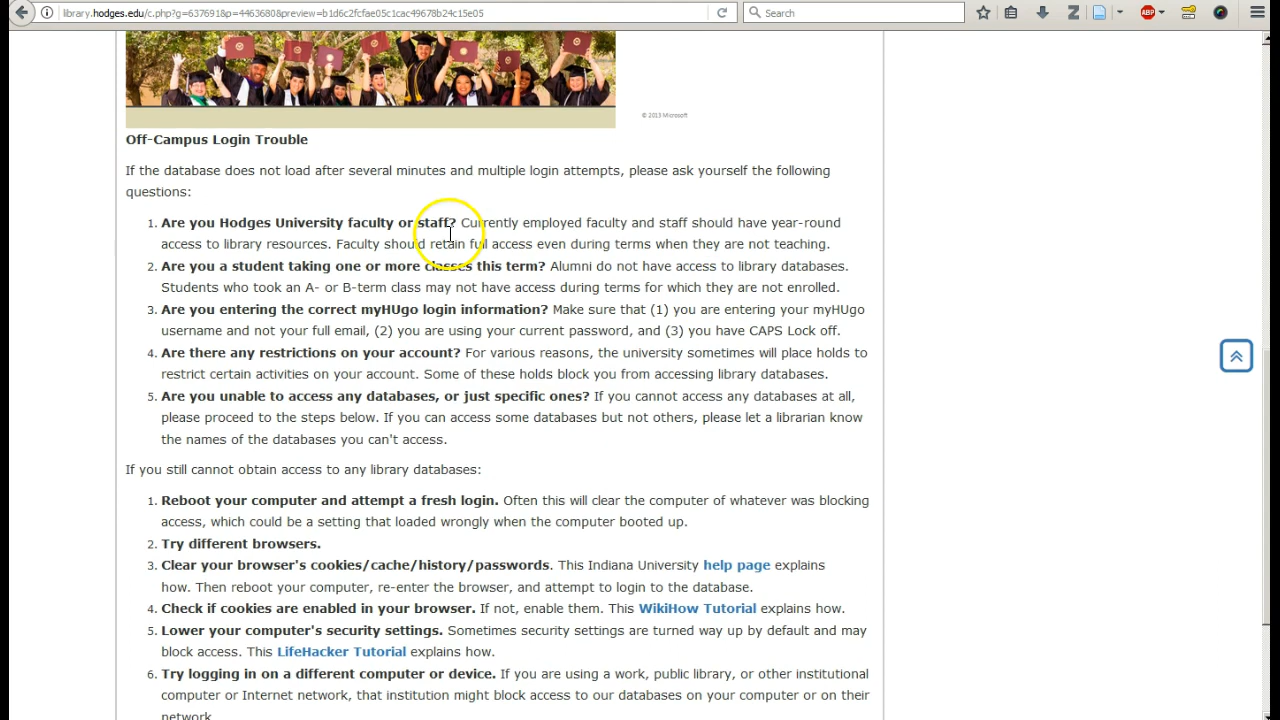 library.hodges.edu/c.php?g=637691&p=4463680&preview=b1d6c2fcfae05c1cac49678b24c15e05
Search
ABP
© 2013 Microsoft
Off-Campus Login Trouble
If the database does not load after several minutes and multiple login attempts, please ask yourself the following
questions:
1. Are you Hodges University faculty or staff? Currently employed faculty and staff should have year-round
access to library resources. Faculty should retain full access even during terms when they are not teaching.
2. Are you a student taking one or more classes this term? Alumni do not have access to library databases.
Students who took an A- or B-term class may not have access during terms for which they are not enrolled.
3. Are you entering the correct myHUgo login information? Make sure that (1) you are entering your myHUgo
username and not your full email, (2) you are using your current password, and (3) you have CAPS Lock off.
4. Are there any restrictions on your account? For various reasons, the university sometimes will place holds to
restrict certain activities on your account. Some of these holds block you from accessing library databases.
5. Are you unable to access any databases, or just specific ones? If you cannot access any databases at all,
please proceed to the steps below. If you can access some databases but not others, please let a librarian know
the names of the databases you can't access.
If you still cannot obtain access to any library databases:
1. Reboot your computer and attempt a fresh login. Often this will clear the computer of whatever was blocking
access, which could be a setting that loaded wrongly when the computer booted up.
2. Try different browsers.
3. Clear your browser's cookies/cache/history/passwords. This Indiana University help page explains
how. Then reboot your computer, re-enter the browser, and attempt to login to the database.
4. Check if cookies are enabled in your browser. If not, enable them. This WikiHow Tutorial explains how.
5. Lower your computer's security settings. Sometimes security settings are turned way up by default and may
block access. This LifeHacker Tutorial explains how.
6. Try logging in on a different computer or device. If you are using a work, public library, or other institutional
computer or Internet network, that institution might block access to our databases on your computer or on their
network.